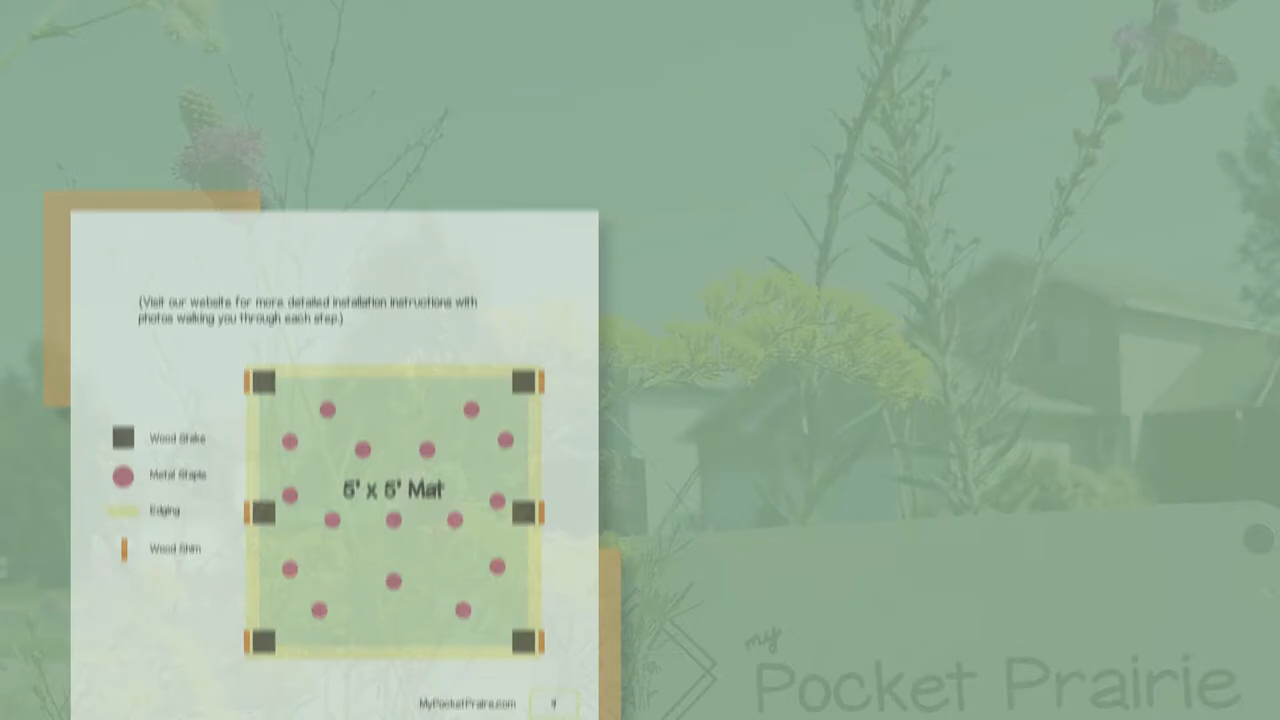 (Visit our website for more detailed installation instructions with
photos walking you through each step.)
Wood Stake
Metal Staple
Edging
Wood Shim
5' x 5' Mat
MyPocketPrairie.com
my
Pocket Prairie